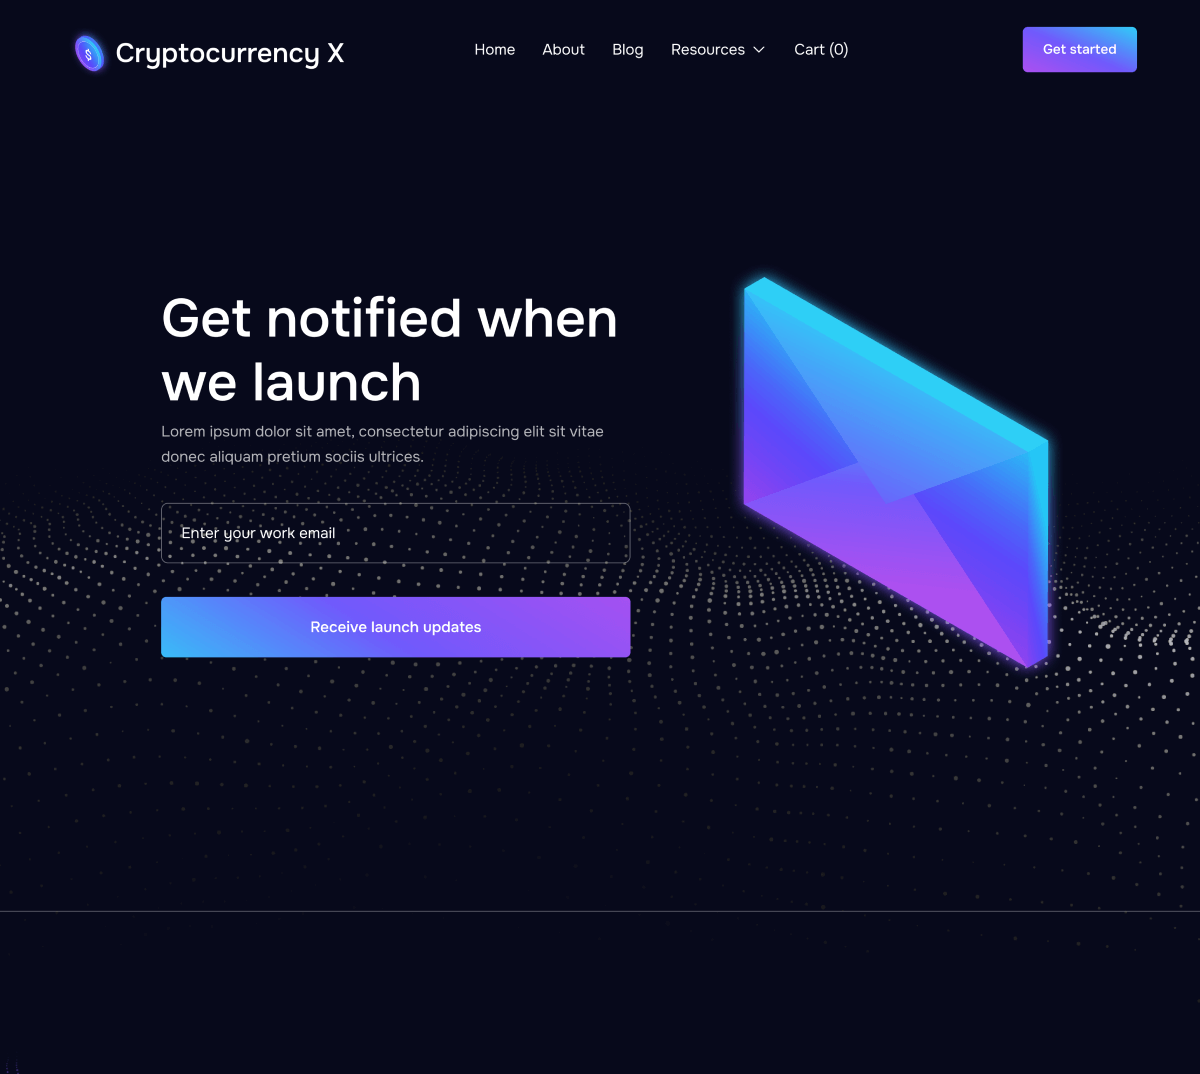 $
Cryptocurrency X
Home
About
Blog
Resources
Cart (0)
Get started
Get notified when
we launch
Lorem ipsum dolor sit amet, consectetur adipiscing elit sit vitae
donec aliquam pretium sociis ultrices.
Enter your work email
Receive launch updates